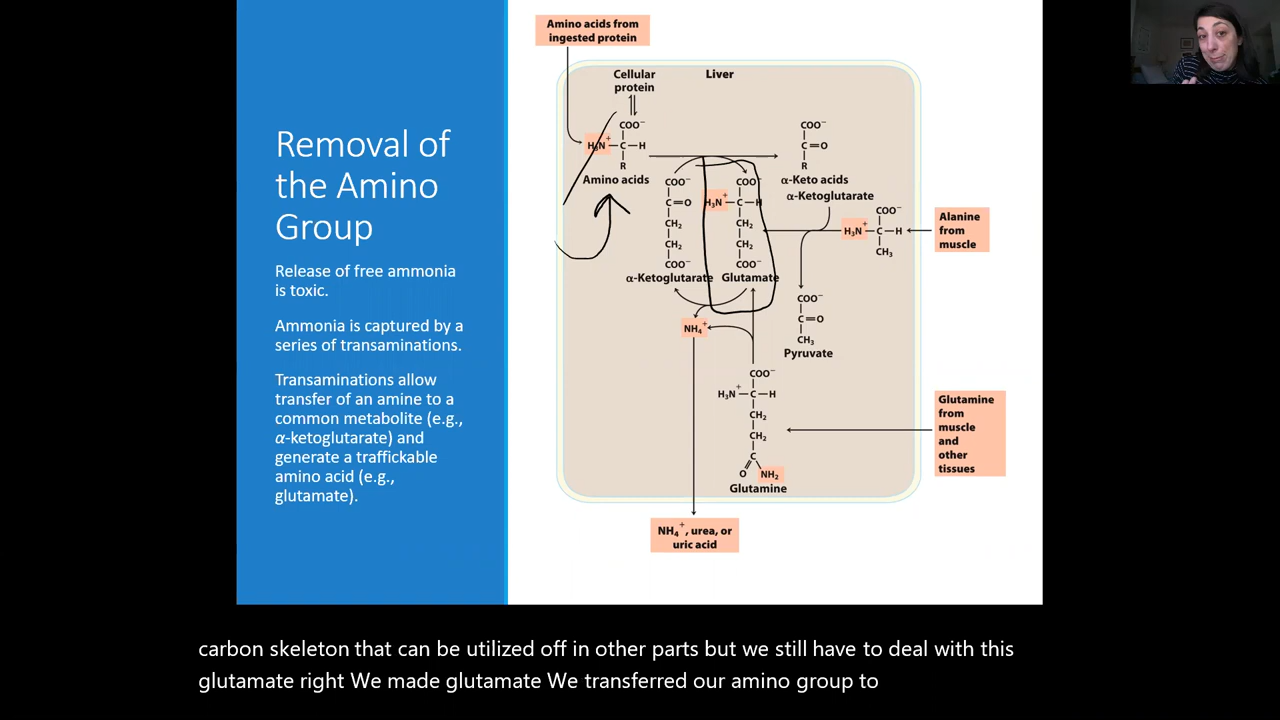 Removal of
the Amino
Group
Release of free ammonia
is toxic.
Ammonia is captured by a
series of transaminations.
Transaminations allow
transfer of an amine to a
common metabolite (e.g.,
α-ketoglutarate) and
generate a traffickable
amino acid (e.g.,
glutamate).
Amino acids from
ingested protein
Cellular
protein
Liver
COO⁻
H₃N⁺—C—H
R
Amino acids
COO⁻
C=O
R
α-Keto acids
COO⁻
C=O
CH₂
CH₂
COO⁻
α-Ketoglutarate
COO⁻
H₃N⁺—C—H
CH₂
CH₂
COO⁻
Glutamate
α-Ketoglutarate
COO⁻
H₃N⁺—C—H
CH₃
Alanine
from
muscle
NH₄⁺
COO⁻
C=O
CH₃
Pyruvate
COO⁻
H₃N⁺—C—H
CH₂
CH₂
C
O NH₂
Glutamine
Glutamine
from
muscle
and
other
tissues
NH₄⁺, urea, or
uric acid
carbon skeleton that can be utilized off in other parts but we still have to deal with this
glutamate right We made glutamate We transferred our amino group to